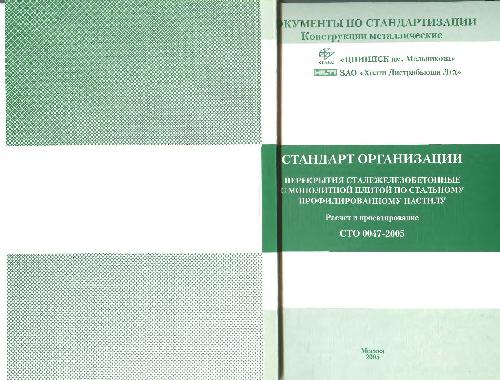 ДОКУМЕНТЫ ПО СТАНДАРТИЗАЦИИ
Конструкции металлические
«ЦНИИПСК им. Мельникова»
ЗАО «Хилти Дистрибьюшн Лтд»
СТАНДАРТ ОРГАНИЗАЦИИ
ПЕРЕКРЫТИЯ СТАЛЕЖЕЛЕЗОБЕТОННЫЕ
С МОНОЛИТНОЙ ПЛИТОЙ ПО СТАЛЬНОМУ
ПРОФИЛИРОВАННОМУ НАСТИЛУ
Расчет и проектирование
СТО 0047-2005
Москва
2005